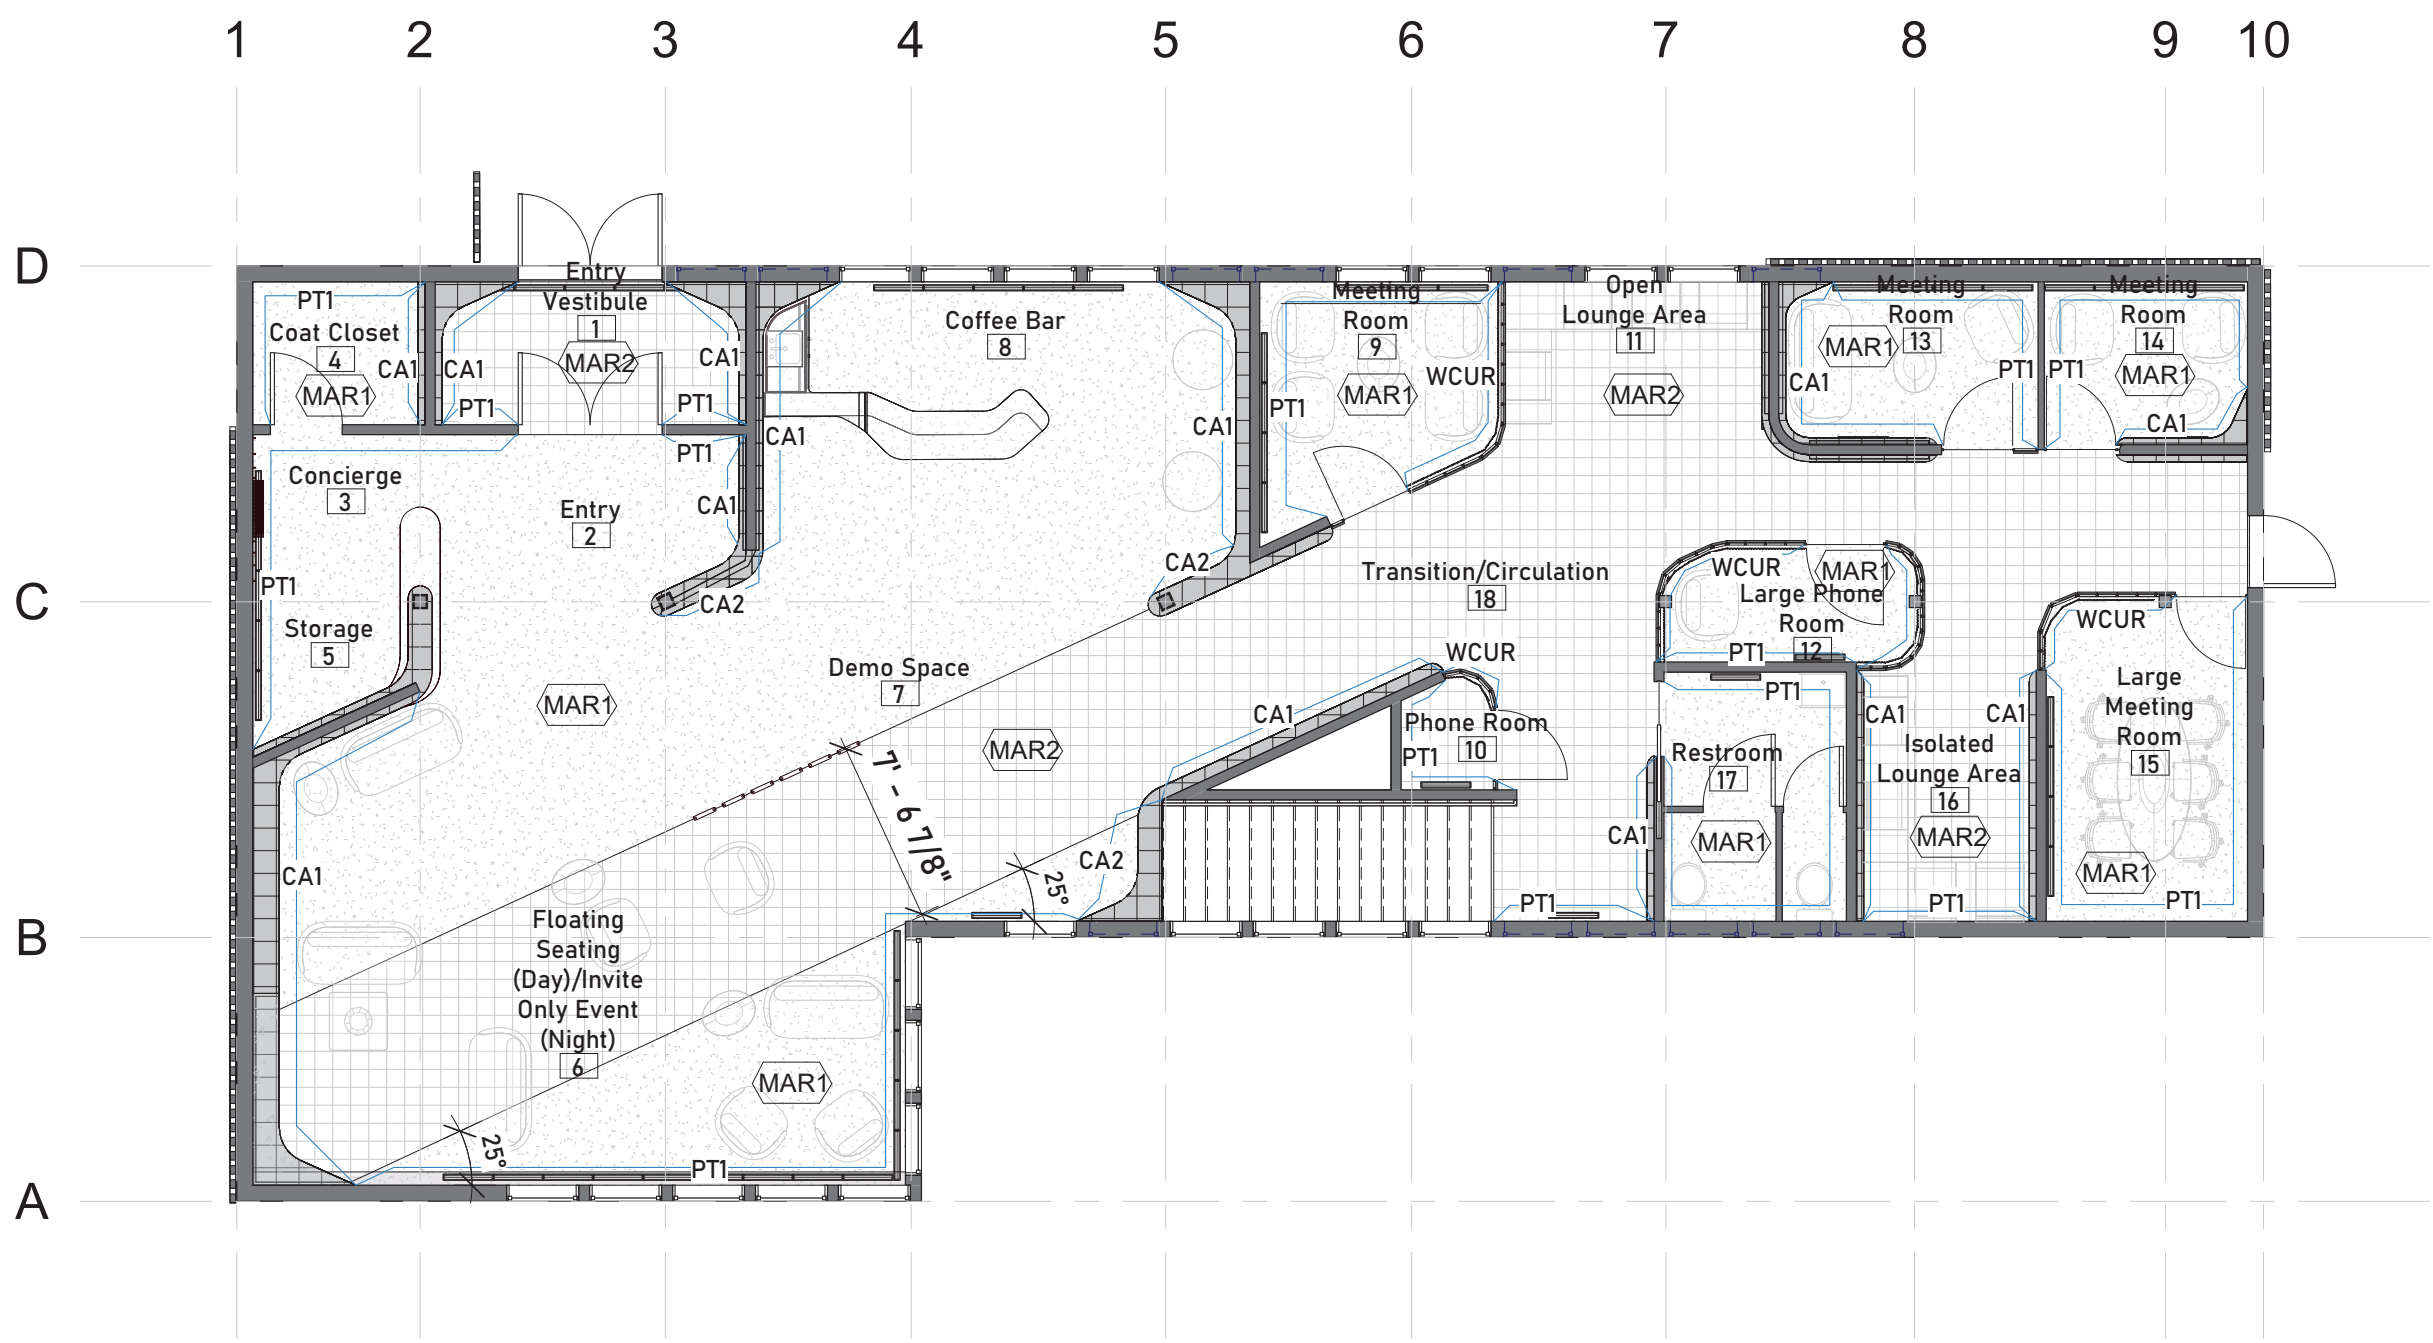 1 2 3 4 5 6 7 8 9 10
D
Entry
Vestibule
1
MAR2
CA1
CA1
PT1
PT1
PT1
Coat Closet
4
MAR1
CA1
Coffee Bar
8
CA1
CA1
Meeting
Room
9
MAR1
PT1
WCUR
Open
Lounge Area
11
MAR2
Meeting
Room
13
MAR1
CA1
PT1
Meeting
Room
14
MAR1
PT1
CA1
PT1
CA1
Concierge
3
Entry
2
C
PT1
CA2
CA2
Transition/Circulation
18
WCUR
MAR1
Large Phone
Room
12
PT1
WCUR
Storage
5
MAR1
Demo Space
7
MAR2
7' - 6 7/8"
WCUR
CA1
Phone Room
10
PT1
PT1
Restroom
17
MAR1
CA1
CA1
CA1
Isolated
Lounge Area
16
MAR2
PT1
Large
Meeting
Room
15
MAR1
PT1
CA1
CA2
25°
PT1
B
Floating
Seating
(Day)/Invite
Only Event
(Night)
6
MAR1
25°
PT1
A